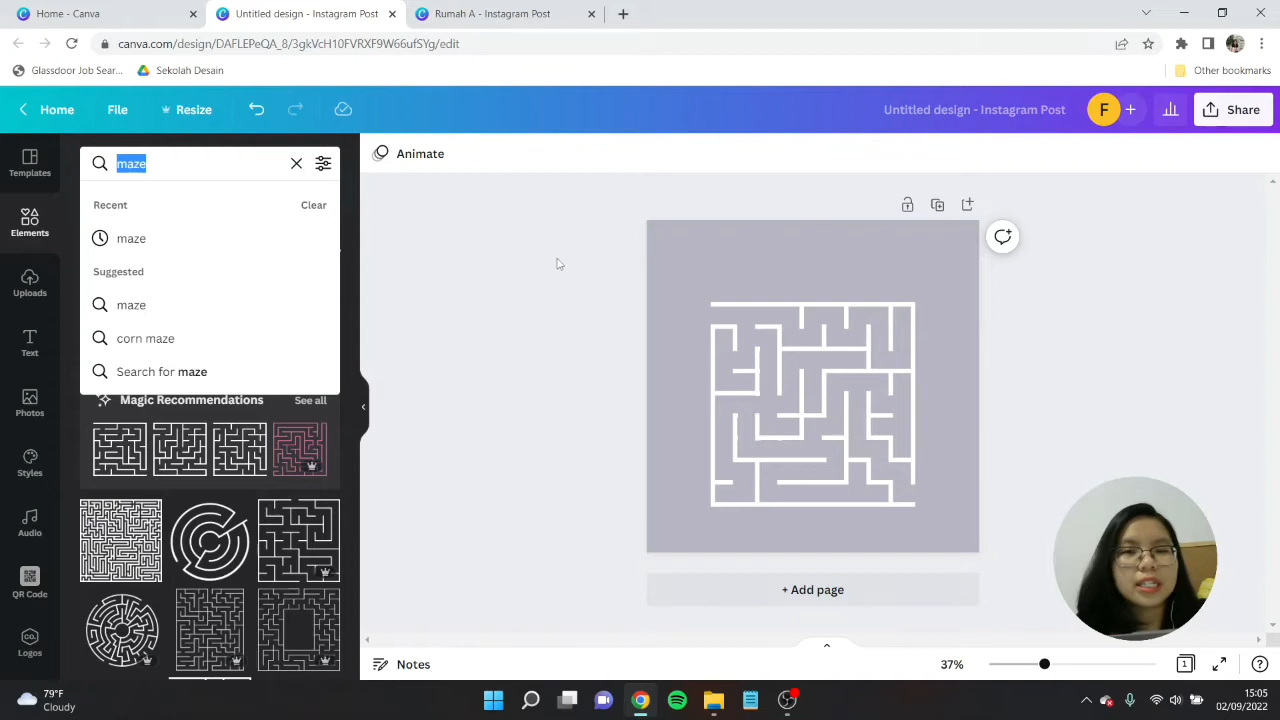 Home - Canva
Untitled design - Instagram Post
Rumah A - Instagram Post
canva.com/design/DAFLEPeQA_8/3gkVcH10FVRXF9W66ufSYg/edit
Glassdoor Job Sear...
Sekolah Desain
Other bookmarks
Home
File
Resize
Untitled design - Instagram Post
F
Share
Templates
Elements
Uploads
Text
Photos
Styles
Audio
QR Code
Logos
CO.
maze
Recent
Clear
maze
Suggested
maze
corn maze
Search for maze
Magic Recommendations
See all
Animate
+ Add page
Notes
37%
1
79°F
Cloudy
15:05
02/09/2022